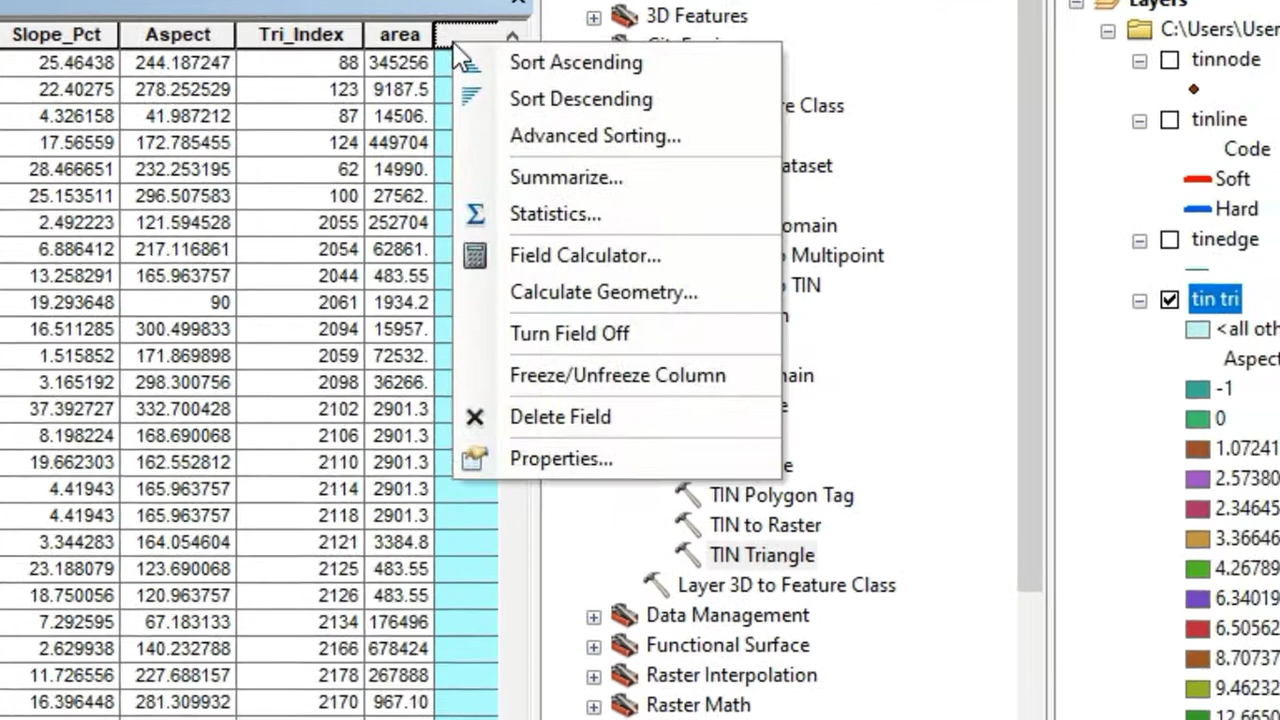 Slope_Pct Aspect Tri_Index area
25.46438 244.187247 88 345256
22.40275 278.252529 123 9187.5
4.326158 41.987212 87 14506.
17.56559 172.785455 124 449704
28.466651 232.253195 62 14990.
25.153511 296.507583 100 27562.
2.492223 121.594528 2055 252704
6.886412 217.116861 2054 62861.
13.258291 165.963757 2044 483.55
19.293648 90 2061 1934.2
16.511285 300.499833 2094 15957.
1.515852 171.869898 2059 72532.
3.165192 298.300756 2098 36266.
37.392727 332.700428 2102 2901.3
8.198224 168.690068 2106 2901.3
19.662303 162.552812 2110 2901.3
4.41943 165.963757 2114 2901.3
4.41943 165.963757 2118 2901.3
3.344283 164.054604 2121 3384.8
23.188079 123.690068 2125 483.55
18.750056 120.963757 2126 483.55
7.292595 67.183133 2134 176496
2.629938 140.232788 2166 678424
11.726556 227.688157 2178 267888
16.396448 281.309932 2170 967.10
Sort Ascending
Sort Descending
Advanced Sorting...
Summarize...
Statistics...
Field Calculator...
Calculate Geometry...
Turn Field Off
Freeze/Unfreeze Column
Delete Field
Properties...
3D Features
re Class
ataset
omain
o Multipoint
o TIN
n
ain
e
e
TIN Polygon Tag
TIN to Raster
TIN Triangle
Layer 3D to Feature Class
Data Management
Functional Surface
Raster Interpolation
Raster Math
Layers
C:\Users\User
tinnode
tinline
Code
Soft
Hard
tinedge
tin tri
<all oth
Aspect
-1
0
1.07241
2.57380
2.34645
3.36646
4.26789
6.34019
6.50562
8.70737
9.46232
12.6650